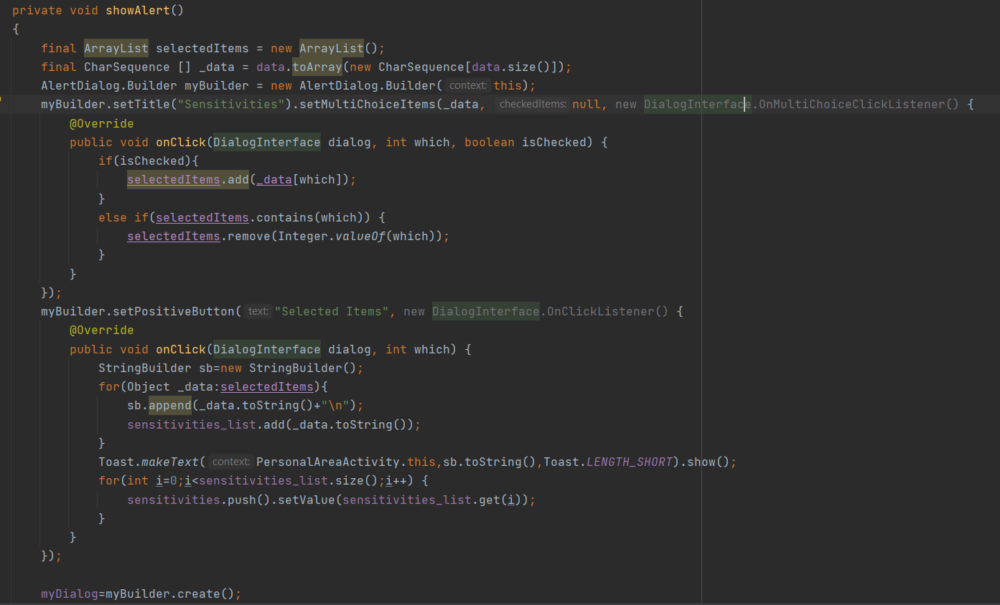 private void showAlert()
{
final ArrayList selectedItems = new ArrayList();
final CharSequence [] _data = data.toArray(new CharSequence[data.size()]);
AlertDialog.Builder myBuilder = new AlertDialog.Builder( context: this);
myBuilder.setTitle("Sensitivities").setMultiChoiceItems(_data, checkedItems: null, new DialogInterface.OnMultiChoiceClickListener() {
@Override
public void onClick(DialogInterface dialog, int which, boolean isChecked) {
if(isChecked){
selectedItems.add(_data[which]);
}
else if(selectedItems.contains(which)) {
selectedItems.remove(Integer.valueOf(which));
}
}
});
myBuilder.setPositiveButton( text: "Selected Items", new DialogInterface.OnClickListener() {
@Override
public void onClick(DialogInterface dialog, int which) {
StringBuilder sb=new StringBuilder();
for(Object _data:selectedItems){
sb.append(_data.toString()+"\n");
sensitivities_list.add(_data.toString());
}
Toast.makeText( context: PersonalAreaActivity.this,sb.toString(),Toast.LENGTH_SHORT).show();
for(int i=0;i<sensitivities_list.size();i++) {
sensitivities.push().setValue(sensitivities_list.get(i));
}
}
});
myDialog=myBuilder.create();